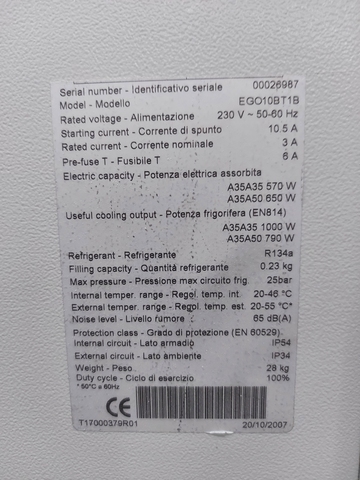 Serial number - Identificativo seriale 00026987
Model - Modello EGO10BT1B
Rated voltage - Alimentazione 230 V ~ 50-60 Hz
Starting current - Corrente di spunto 10.5 A
Rated current - Corrente nominale 3 A
Pre-fuse T - Fusibile T 6 A
Electric capacity - Potenza elettrica assorbita
A35A35 570 W
A35A50 650 W
Useful cooling output - Potenza frigorifera (EN814)
A35A35 1000 W
A35A50 790 W
Refrigerant - Refrigerante R134a
Filling capacity - Quantità refrigerante 0.23 kg
Max pressure - Pressione max circuito frig. 25bar
Internal temper. range - Regol. temp. int. 20-46 °C
External temper. range - Regol. temp. est. 20-55 °C*
Noise level - Livello rumore 65 dB(A)
Protection class - Grado di protezione (EN 60529)
Internal circuit - Lato armadio IP54
External circuit - Lato ambiente IP34
Weight - Peso 28 kg
Duty cycle - Ciclo di esercizio 100%
* 50°C a 60Hz
CE
T17000379R01 20/10/2007